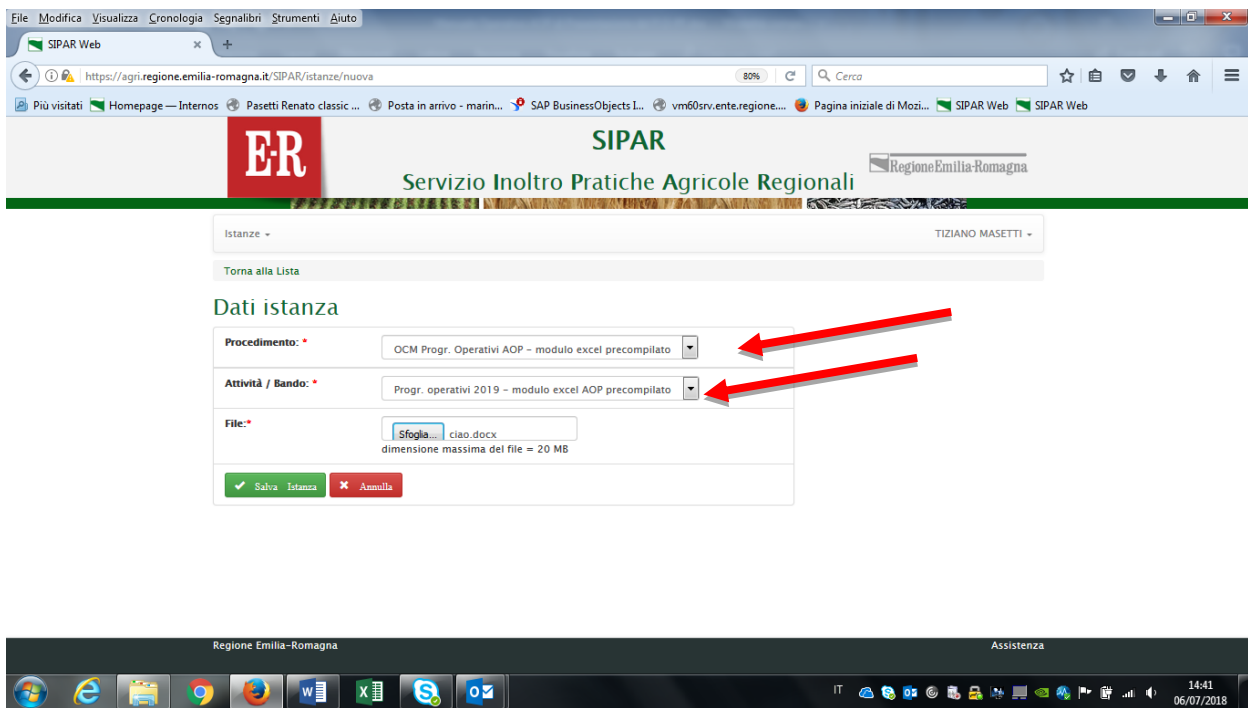 File Modifica Visualizza Cronologia Segnalibri Strumenti Aiuto
SIPAR Web
https://agri.regione.emilia-romagna.it/SIPAR/istanze/nuova 80% Cerca
Più visitati Homepage — Internos Pasetti Renato classic ... Posta in arrivo - marin... SAP BusinessObjects I... vm60srv.ente.regione.... Pagina iniziale di Mozi... SIPAR Web SIPAR Web
E·R
SIPAR
Servizio Inoltro Pratiche Agricole Regionali
RegioneEmilia-Romagna
Istanze TIZIANO MASETTI
Torna alla Lista
Dati istanza
Procedimento: * OCM Progr. Operativi AOP - modulo excel precompilato
Attività / Bando: * Progr. operativi 2019 - modulo excel AOP precompilato
File:* Sfoglia... ciao.docx
dimensione massima del file = 20 MB
Salva Istanza Annulla
Regione Emilia-Romagna Assistenza
IT 14:41
06/07/2018